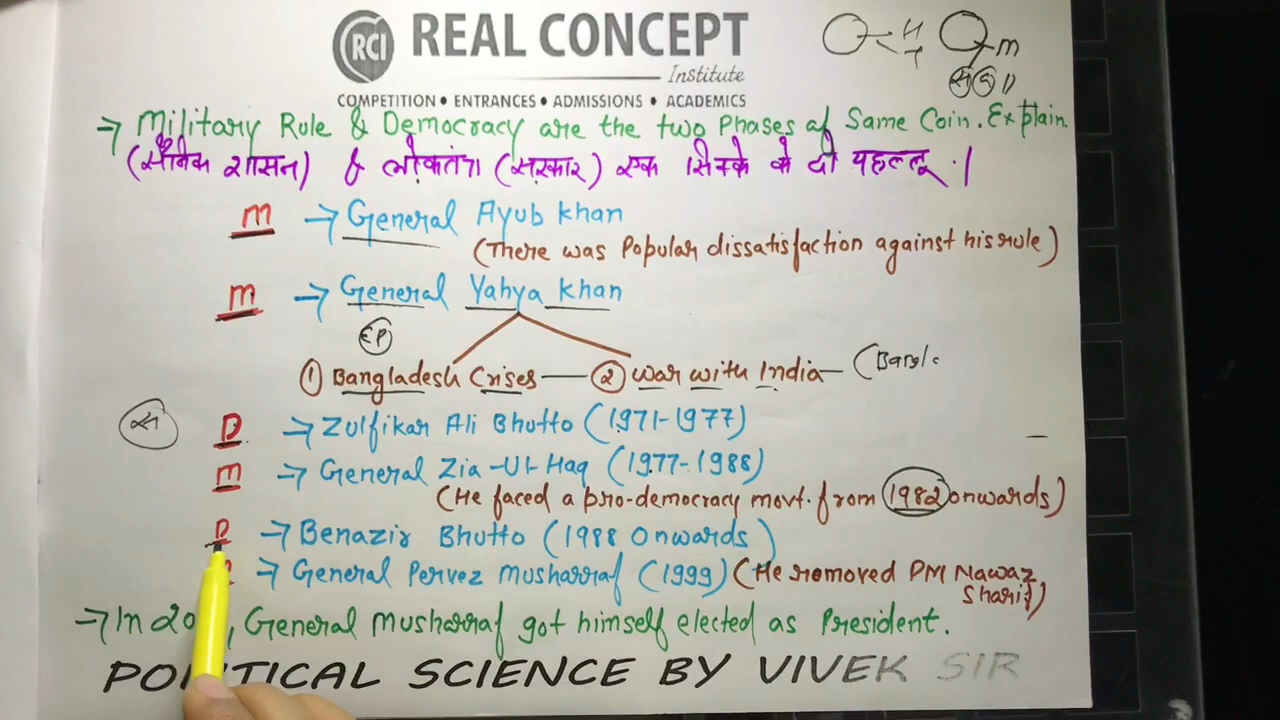 RCI REAL CONCEPT
Institute
COMPETITION • ENTRANCES • ADMISSIONS • ACADEMICS
H
T
m
D
→ Military Rule & Democracy are the two Phases of Same Coin. Explain.
(सैनिक शासन) & लोकतंत्र (सरकार) एक सिक्के के दो पहल्लू.।
m → General Ayub Khan
(There was Popular dissatisfaction against his rule)
m → General Yahya Khan
EP
① Bangladesh Crises — ② war with India — (Bangl
D → Zulfikar Ali Bhutto (1971-1977)
m → General Zia-Ul-Haq (1977-1988)
(He faced a pro-democracy movt. from 1982 onwards)
D → Benazir Bhutto (1988 Onwards)
→ General Pervez Musharraf (1999) (He removed PM Nawaz
Sharif)
→ In 20 , General Musharraf got himself elected as President.
POLITICAL SCIENCE BY VIVEK SIR